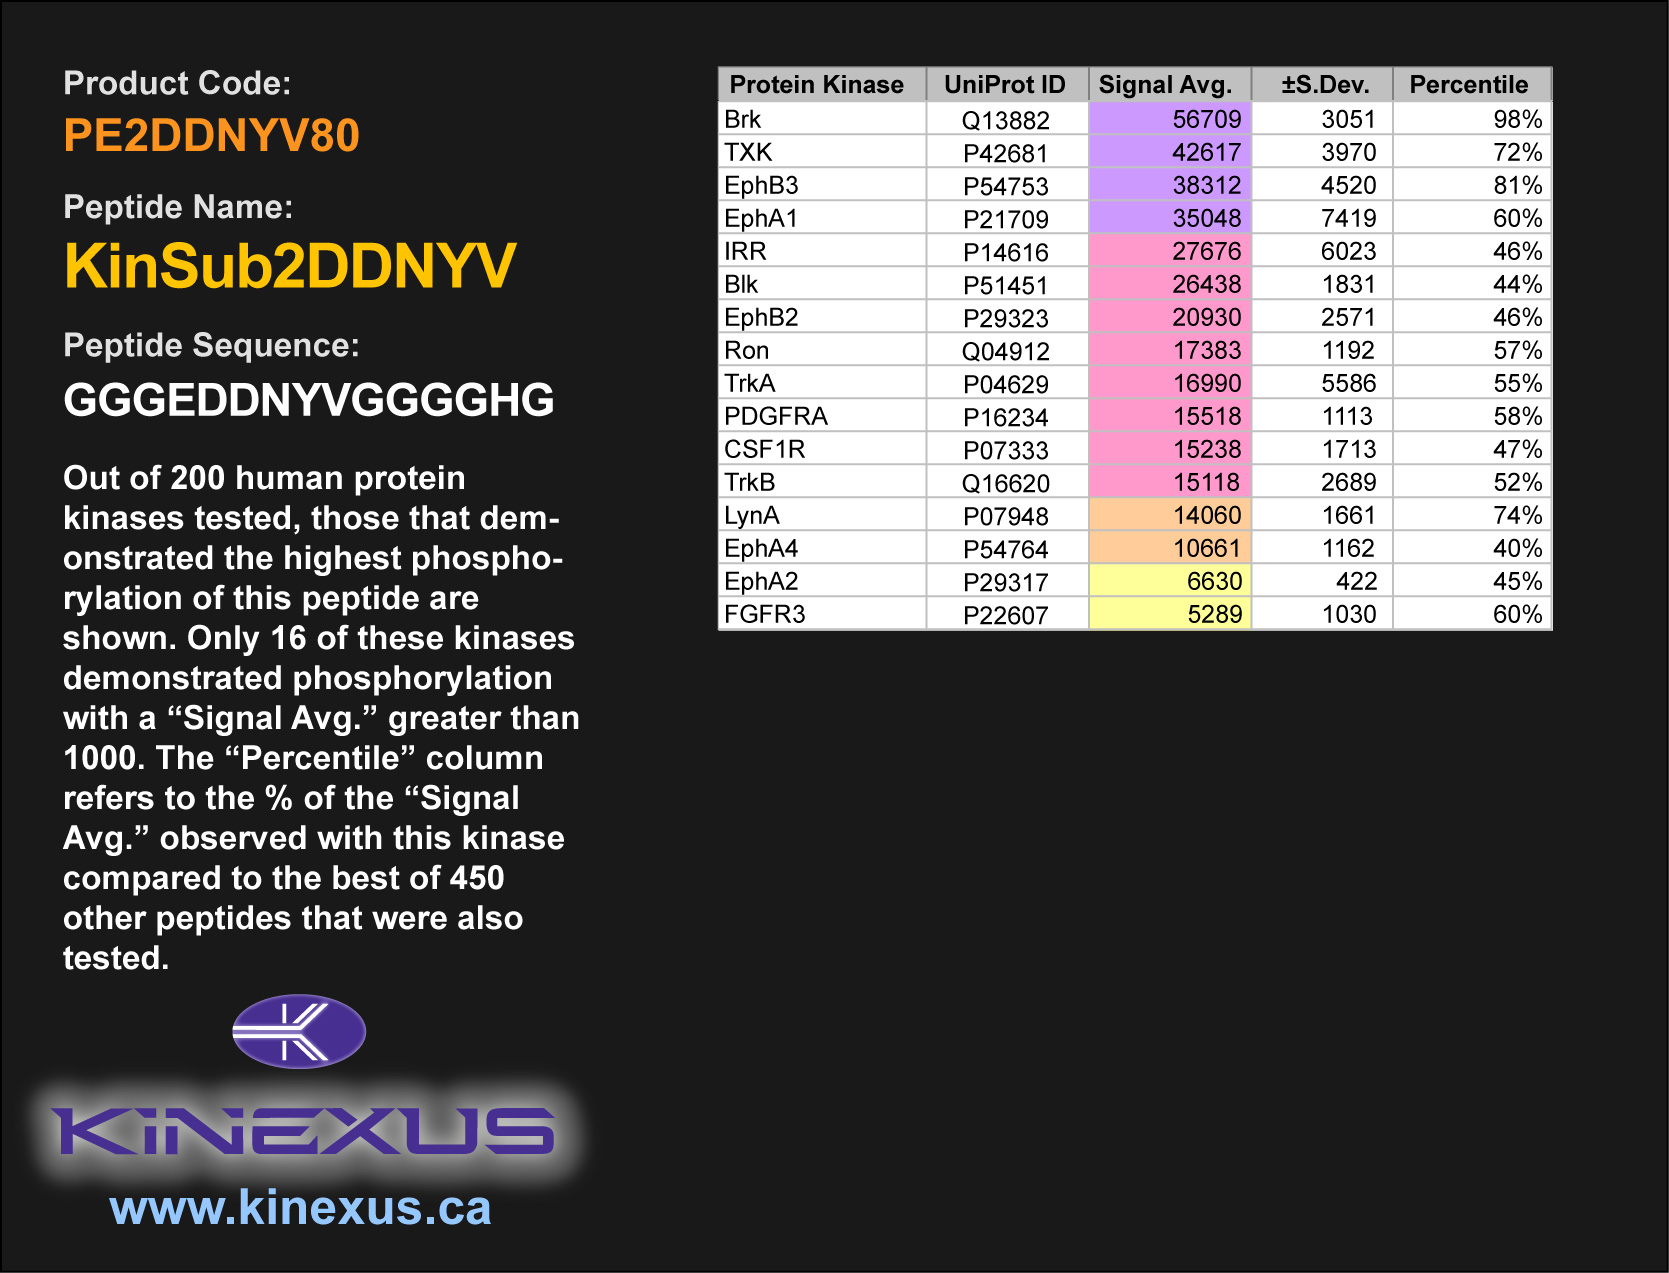 Product Code:
PE2DDNYV80
Peptide Name:
KinSub2DDNYV
Peptide Sequence:
GGGEDDNYVGGGGHG
Out of 200 human protein
kinases tested, those that dem-
onstrated the highest phospho-
rylation of this peptide are
shown. Only 16 of these kinases
demonstrated phosphorylation
with a “Signal Avg.” greater than
1000. The “Percentile” column
refers to the % of the “Signal
Avg.” observed with this kinase
compared to the best of 450
other peptides that were also
tested.
KINEXUS
www.kinexus.ca
Protein Kinase UniProt ID Signal Avg. ±S.Dev. Percentile
Brk Q13882 56709 3051 98%
TXK P42681 42617 3970 72%
EphB3 P54753 38312 4520 81%
EphA1 P21709 35048 7419 60%
IRR P14616 27676 6023 46%
Blk P51451 26438 1831 44%
EphB2 P29323 20930 2571 46%
Ron Q04912 17383 1192 57%
TrkA P04629 16990 5586 55%
PDGFRA P16234 15518 1113 58%
CSF1R P07333 15238 1713 47%
TrkB Q16620 15118 2689 52%
LynA P07948 14060 1661 74%
EphA4 P54764 10661 1162 40%
EphA2 P29317 6630 422 45%
FGFR3 P22607 5289 1030 60%